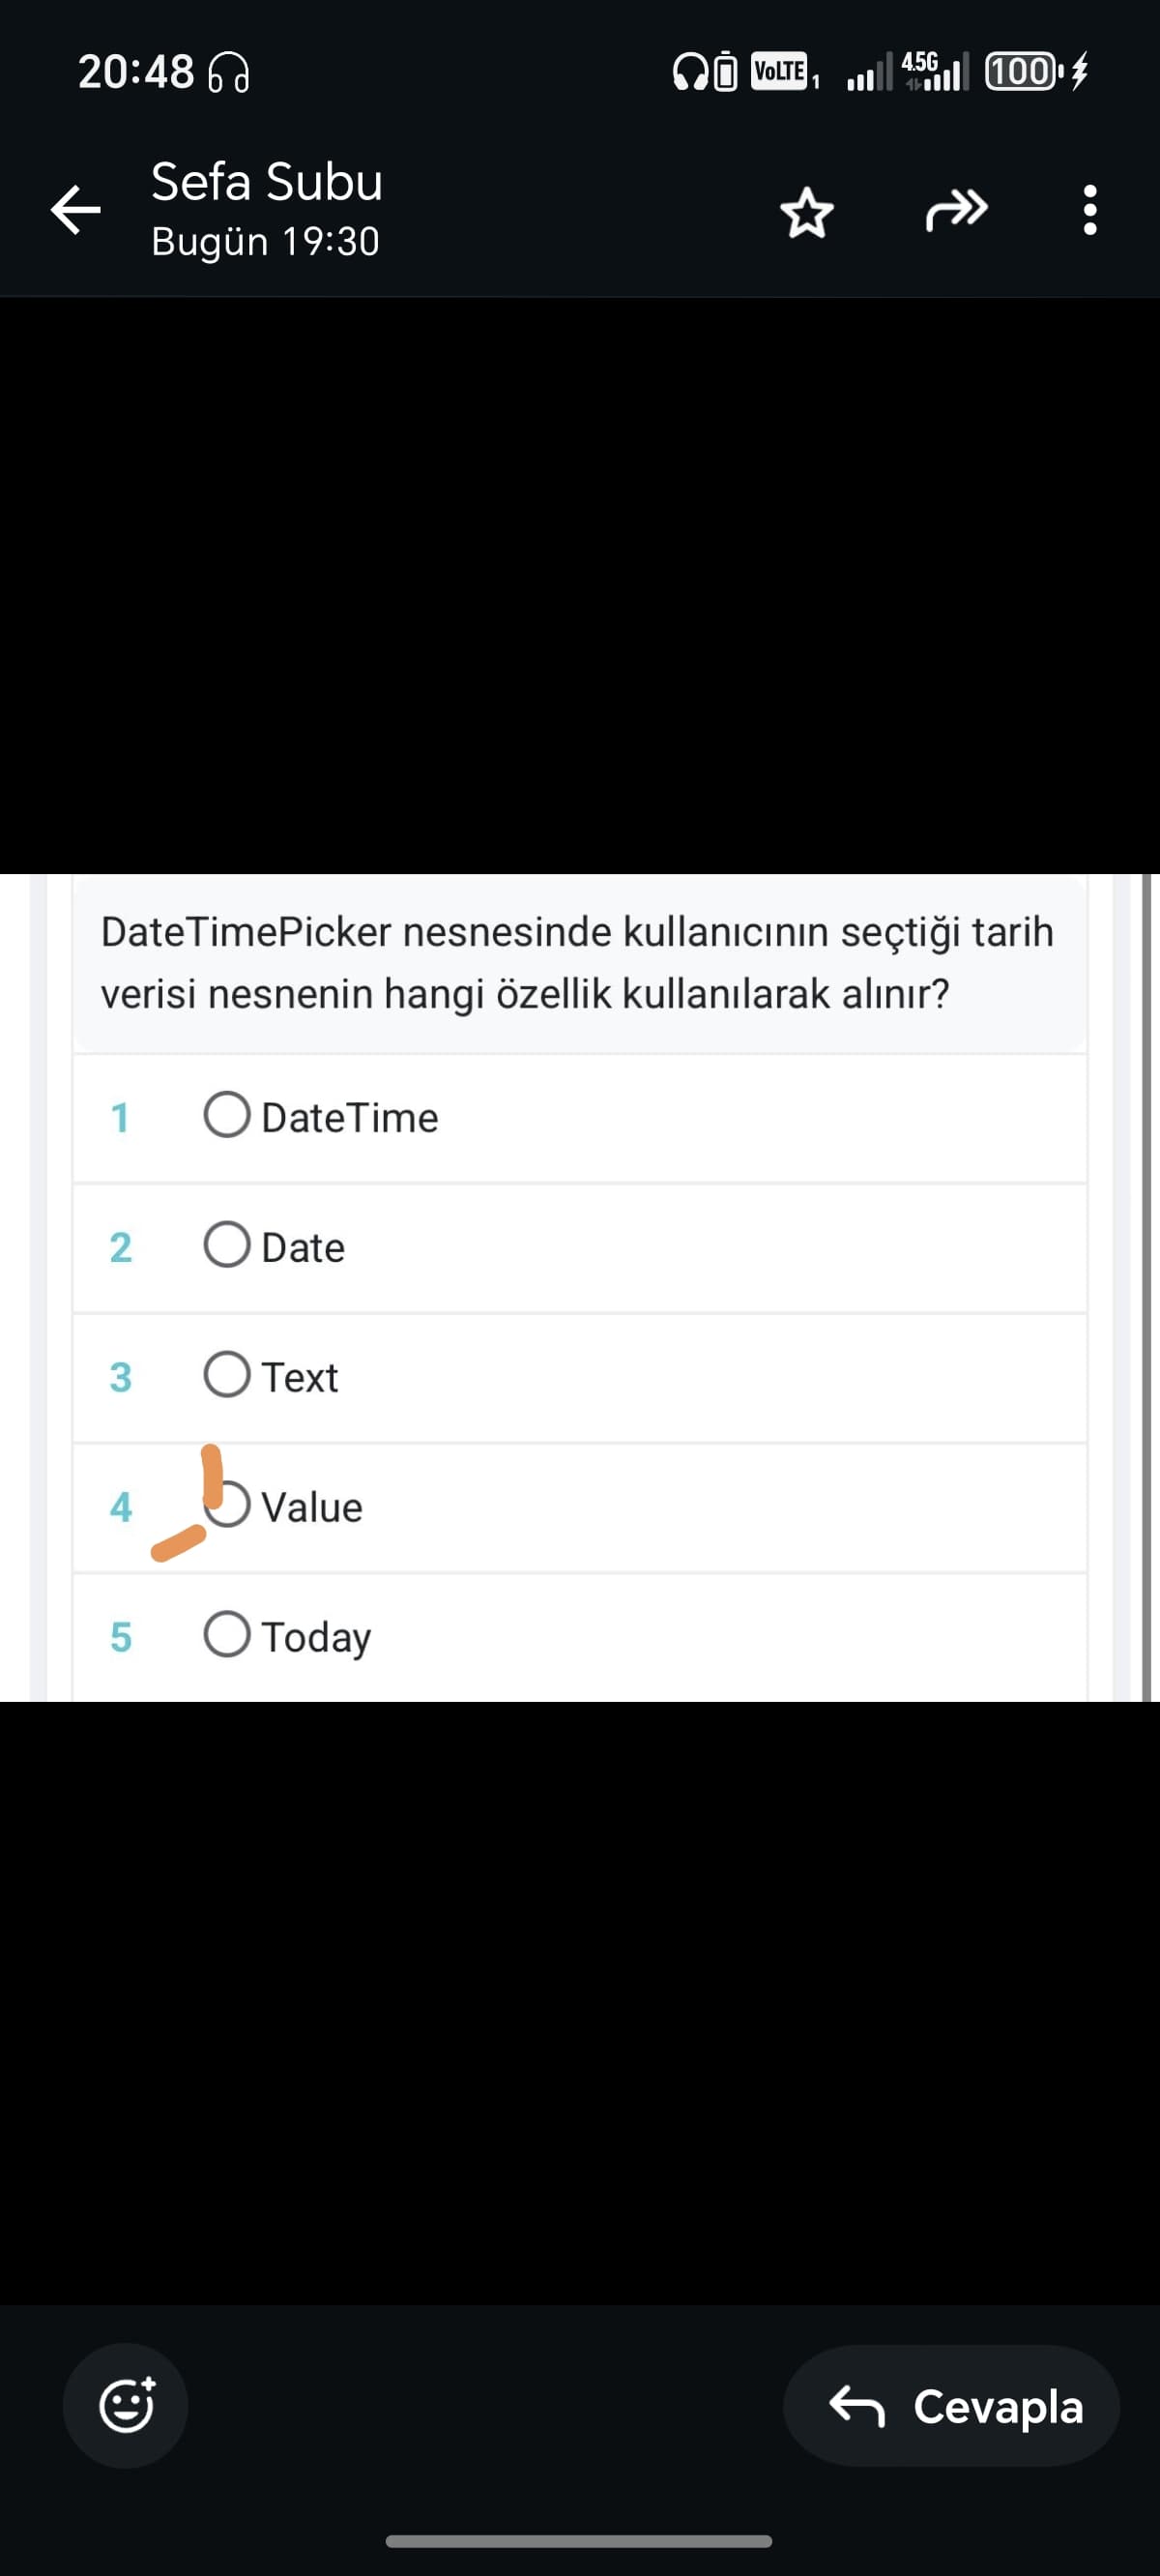 20:48
VoLTE 1 4.5G 100
Sefa Subu
Bugün 19:30
DateTimePicker nesnesinde kullanıcının seçtiği tarih
verisi nesnenin hangi özellik kullanılarak alınır?
1 DateTime
2 Date
3 Text
4 Value
5 Today
Cevapla